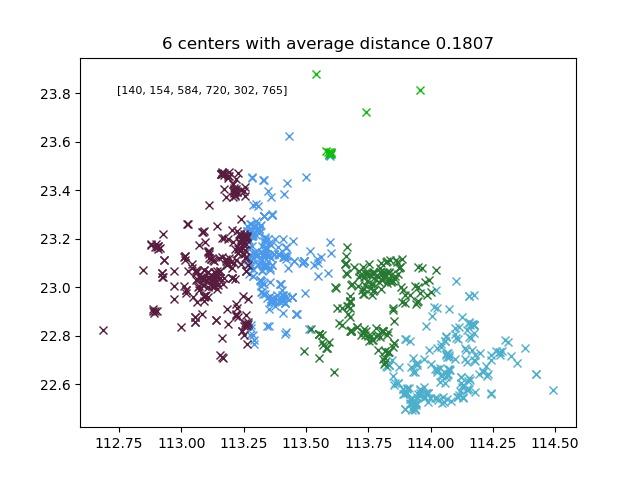 6 centers with average distance 0.1807
[140, 154, 584, 720, 302, 765]
23.8
23.6
23.4
23.2
23.0
22.8
22.6
112.75 113.00 113.25 113.50 113.75 114.00 114.25 114.50